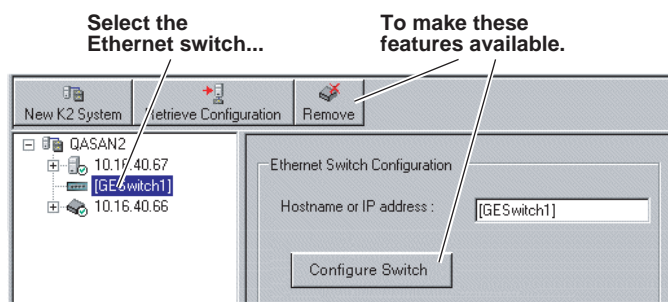 Select the
Ethernet switch...
To make these
features available.
New K2 System
Retrieve Configuration
Remove
QASAN2
10.16.40.67
[GESwitch1]
10.16.40.66
Ethernet Switch Configuration
Hostname or IP address :
[GESwitch1]
Configure Switch